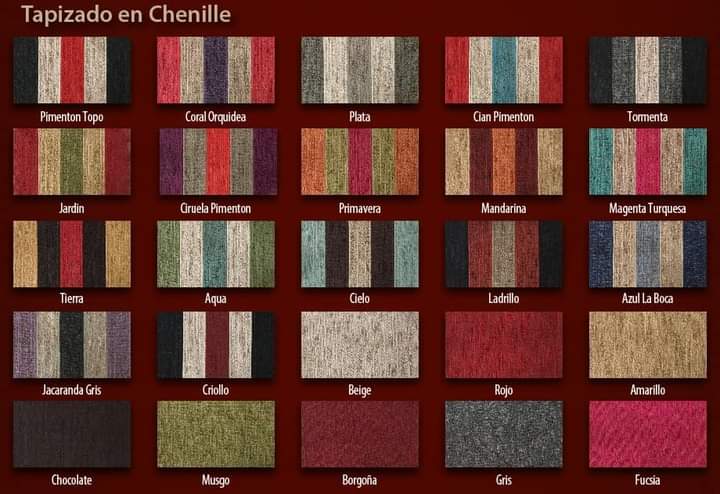 Tapizado en Chenille
Pimenton Topo
Coral Orquidea
Plata
Cian Pimenton
Tormenta
Jardin
Ciruela Pimenton
Primavera
Mandarina
Magenta Turquesa
Tierra
Aqua
Cielo
Ladrillo
Azul La Boca
Jacaranda Gris
Criollo
Beige
Rojo
Amarillo
Chocolate
Musgo
Borgoña
Gris
Fucsia